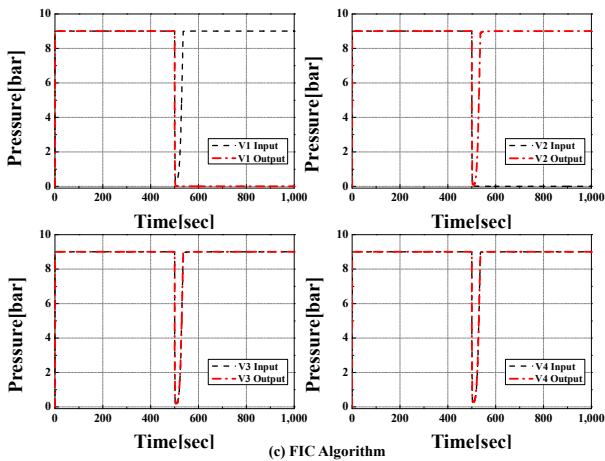 Pressure[bar]
10
8
6
4
2
0
V1 Input
V1 Output
0 200 400 600 800 1,000
Time[sec]
Pressure[bar]
10
8
6
4
2
0
V2 Input
V2 Output
0 200 400 600 800 1,000
Time[sec]
Pressure[bar]
10
8
6
4
2
0
V3 Input
V3 Output
0 200 400 600 800 1,000
Time[sec]
Pressure[bar]
10
8
6
4
2
0
V4 Input
V4 Output
0 200 400 600 800 1,000
Time[sec]
(c) FIC Algorithm